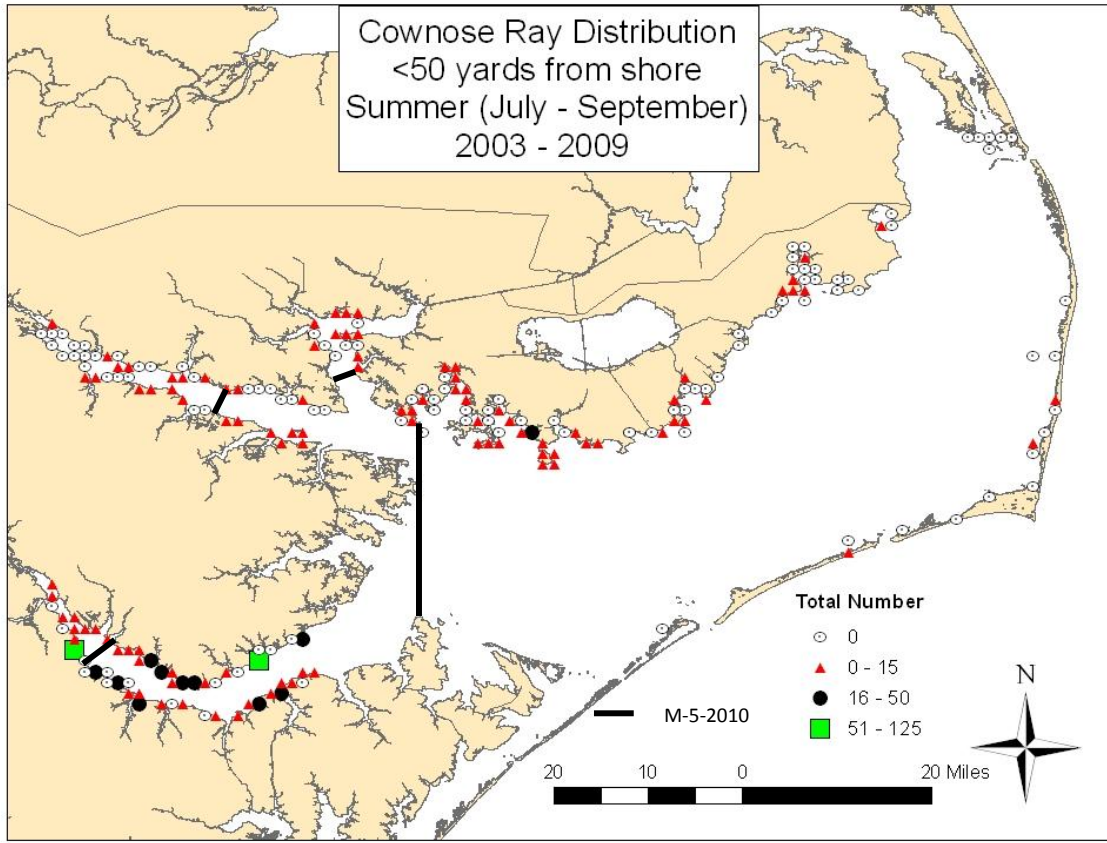 Cownose Ray Distribution
<50 yards from shore
Summer (July - September)
2003 - 2009
Total Number
0
0 - 15
16 - 50
51 - 125
M-5-2010
N
20 10 0 20 Miles